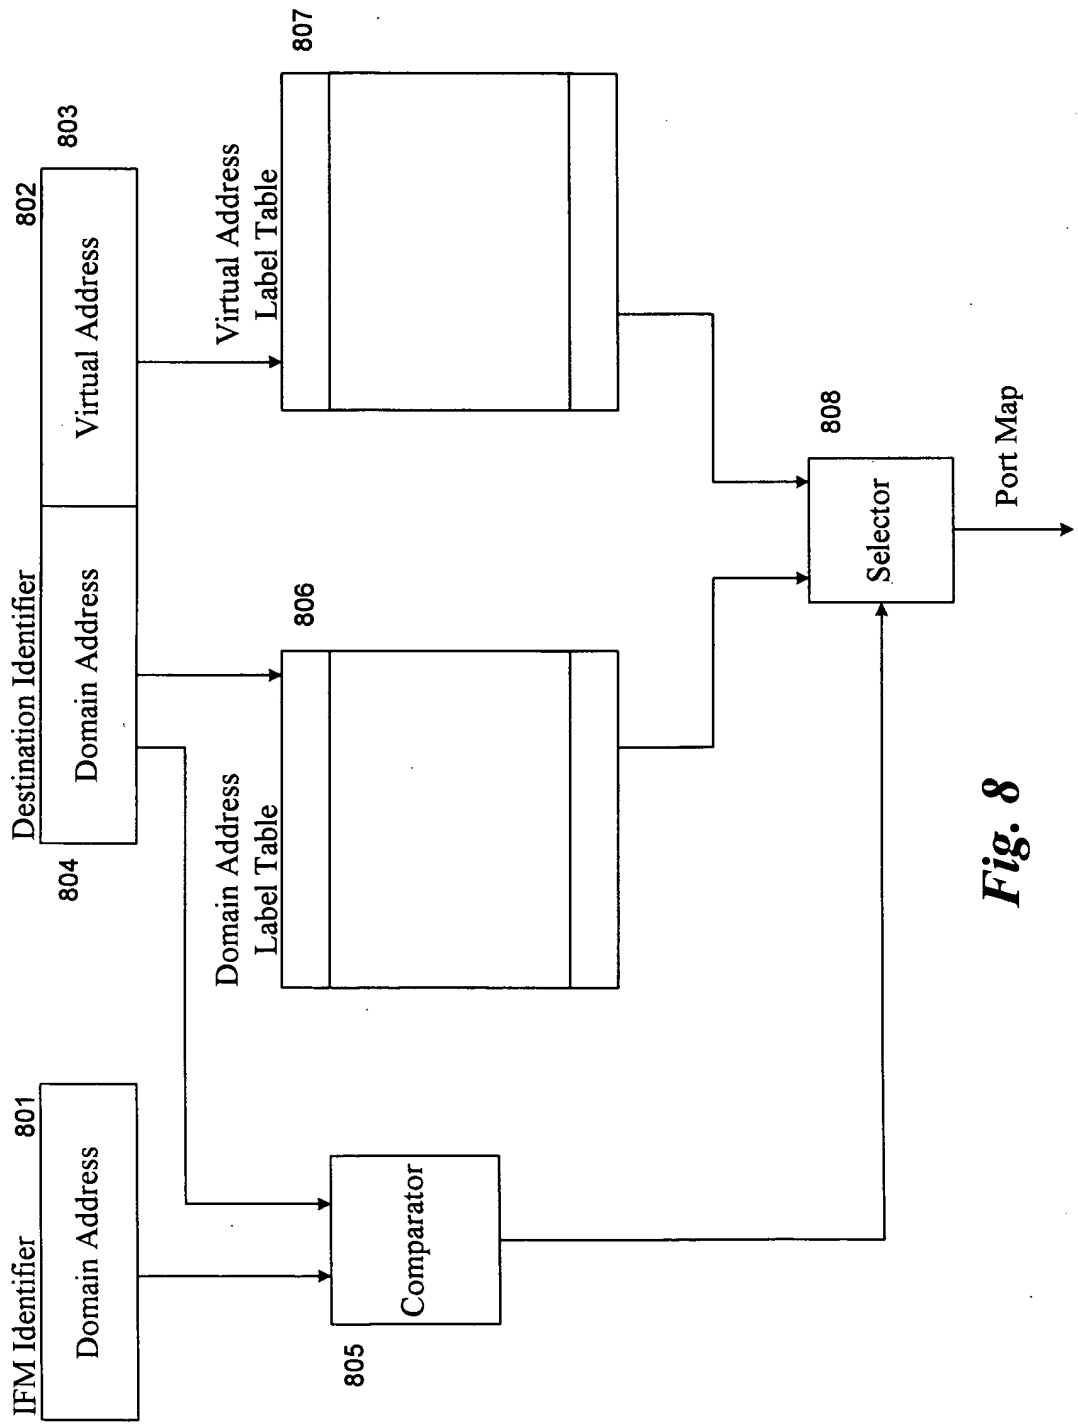 IFM Identifier
801
Domain Address
Destination Identifier
804
802
803
Domain Address
Virtual Address
805
Comparator
Domain Address
Label Table
806
Virtual Address
Label Table
807
808
Selector
Port Map
Fig. 8